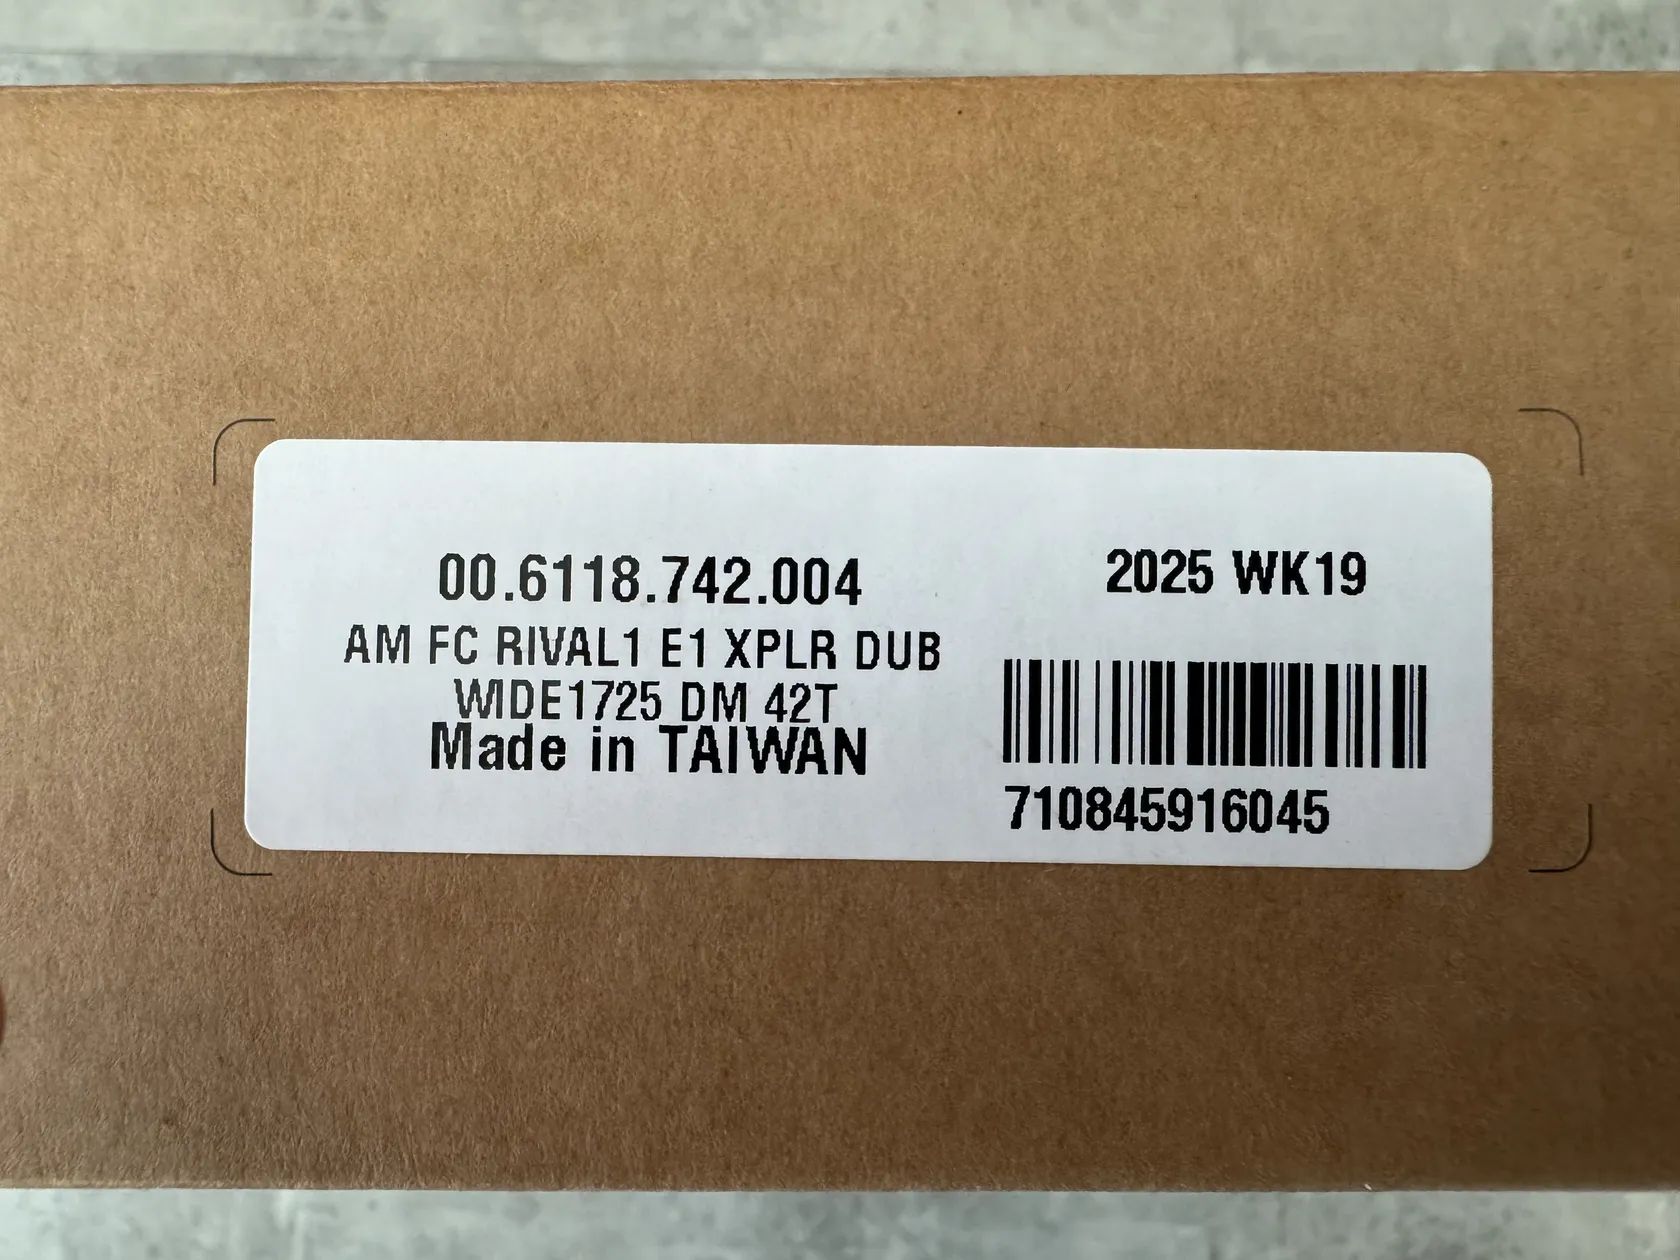 00.6118.742.004
AM FC RIVAL1 E1 XPLR DUB
WIDE1725 DM 42T
Made in TAIWAN
2025 WK19
710845916045